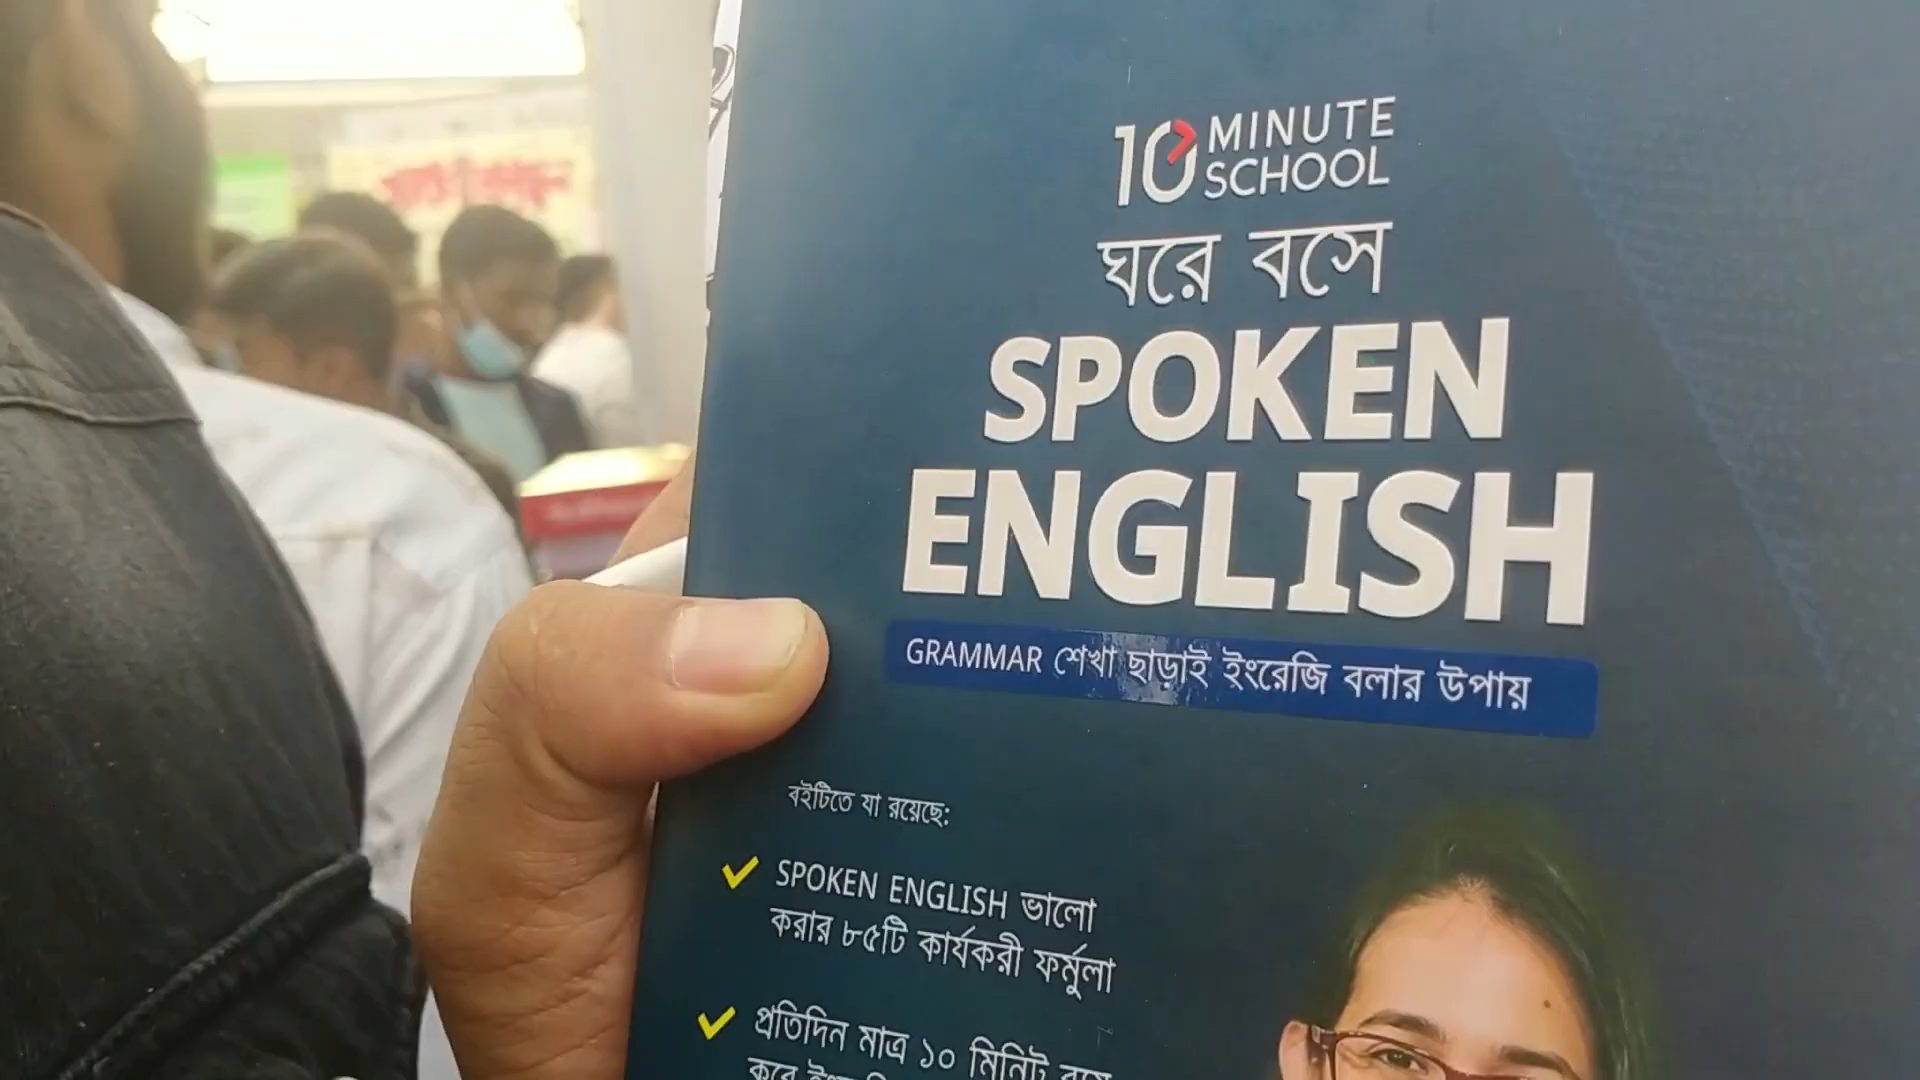 10 MINUTE
SCHOOL
ঘরে বসে
SPOKEN
ENGLISH
GRAMMAR শেখা ছাড়াই ইংরেজি বলার উপায়
বইটিতে যা রয়েছে:
SPOKEN ENGLISH ভালো
করার ৮৫টি কার্যকরী ফর্মুলা
প্রতিদিন মাত্র ১০ মিনিট